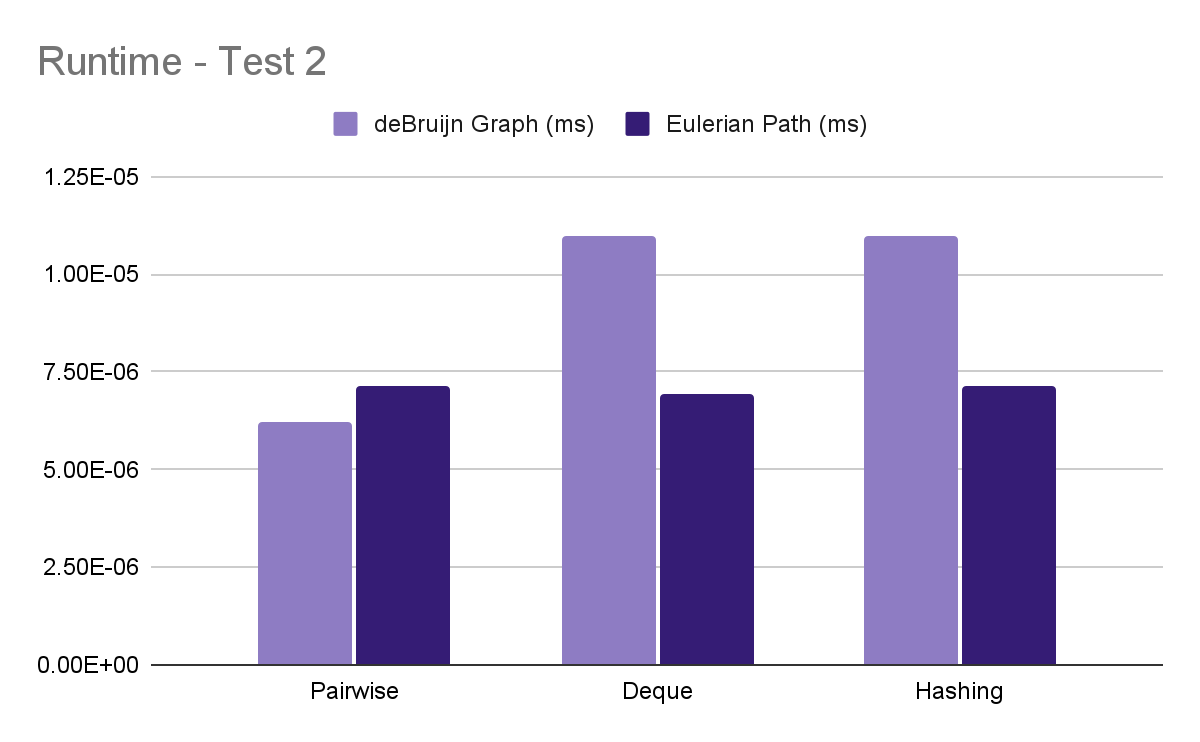 Runtime - Test 2
deBruijn Graph (ms) Eulerian Path (ms)
1.25E-05
1.00E-05
7.50E-06
5.00E-06
2.50E-06
0.00E+00
Pairwise Deque Hashing